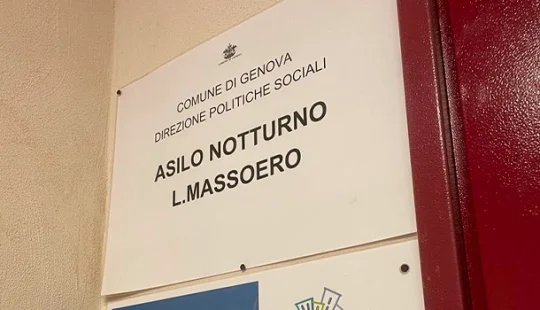 COMUNE DI GENOVA
DIREZIONE POLITICHE SOCIALI
ASILO NOTTURNO
L.MASSOERO